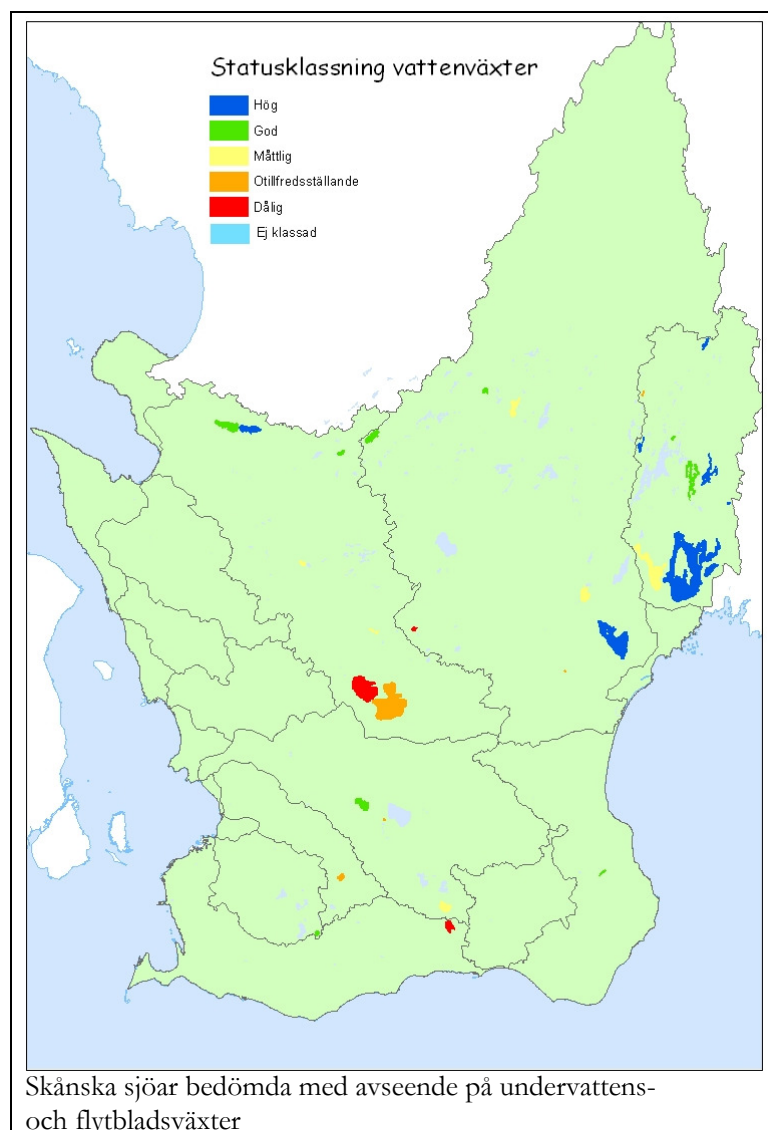 Statusklassning vattenväxter
Hög
God
Måttlig
Otillfredsställande
Dålig
Ej klassad
Skånska sjöar bedömda med avseende på undervattens-
och flytbladsväxter